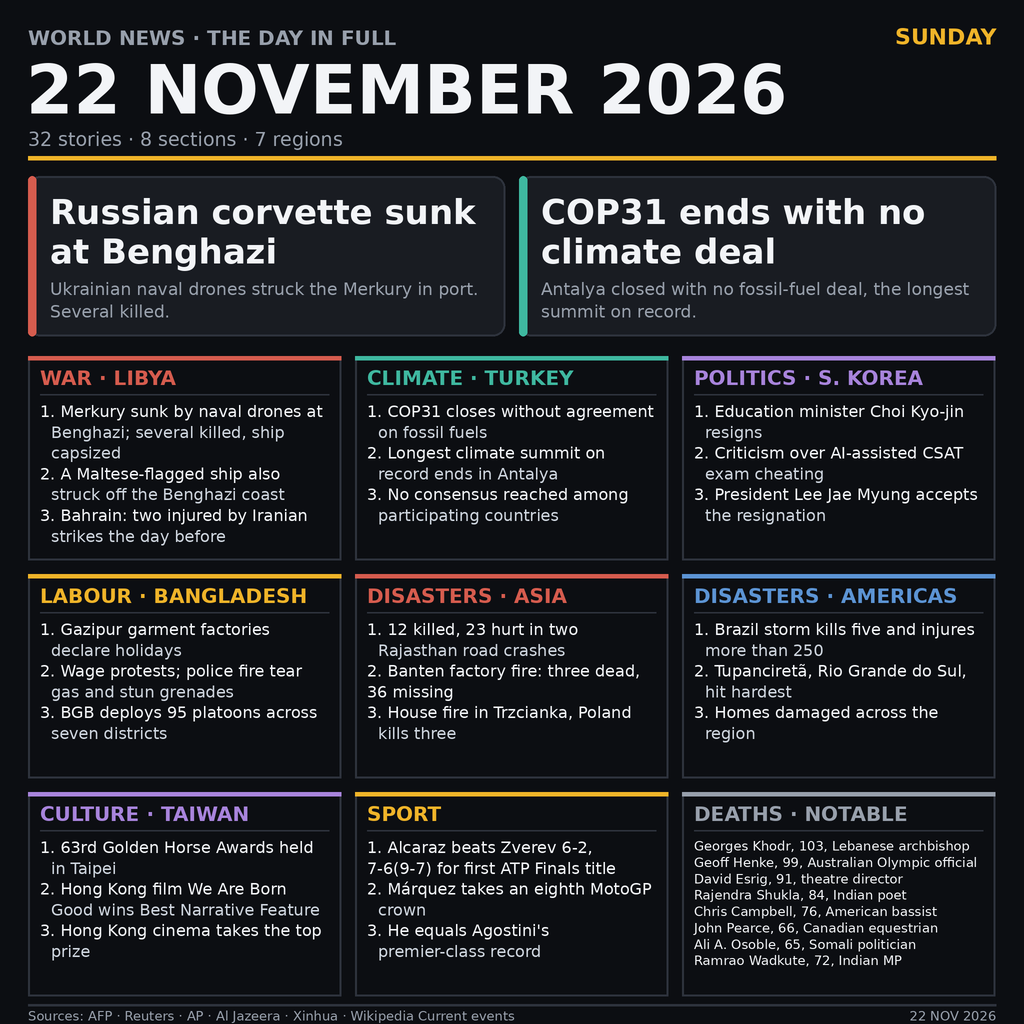 WORLD NEWS · THE DAY IN FULL
SUNDAY
22 NOVEMBER 2026
32 stories · 8 sections · 7 regions
Russian corvette sunk
at Benghazi
Ukrainian naval drones struck the Merkury in port.
Several killed.
COP31 ends with no
climate deal
Antalya closed with no fossil-fuel deal, the longest
summit on record.
WAR · LIBYA
1. Merkury sunk by naval drones at
Benghazi; several killed, ship
capsized
2. A Maltese-flagged ship also
struck off the Benghazi coast
3. Bahrain: two injured by Iranian
strikes the day before
CLIMATE · TURKEY
1. COP31 closes without agreement
on fossil fuels
2. Longest climate summit on
record ends in Antalya
3. No consensus reached among
participating countries
POLITICS · S. KOREA
1. Education minister Choi Kyo-jin
resigns
2. Criticism over AI-assisted CSAT
exam cheating
3. President Lee Jae Myung accepts
the resignation
LABOUR · BANGLADESH
1. Gazipur garment factories
declare holidays
2. Wage protests; police fire tear
gas and stun grenades
3. BGB deploys 95 platoons across
seven districts
DISASTERS · ASIA
1. 12 killed, 23 hurt in two
Rajasthan road crashes
2. Banten factory fire: three dead,
36 missing
3. House fire in Trzcianka, Poland
kills three
DISASTERS · AMERICAS
1. Brazil storm kills five and injures
more than 250
2. Tupanciretã, Rio Grande do Sul,
hit hardest
3. Homes damaged across the
region
CULTURE · TAIWAN
1. 63rd Golden Horse Awards held
in Taipei
2. Hong Kong film We Are Born
Good wins Best Narrative Feature
3. Hong Kong cinema takes the top
prize
SPORT
1. Alcaraz beats Zverev 6-2,
7-6(9-7) for first ATP Finals title
2. Márquez takes an eighth MotoGP
crown
3. He equals Agostini's
premier-class record
DEATHS · NOTABLE
Georges Khodr, 103, Lebanese archbishop
Geoff Henke, 99, Australian Olympic official
David Esrig, 91, theatre director
Rajendra Shukla, 84, Indian poet
Chris Campbell, 76, American bassist
John Pearce, 66, Canadian equestrian
Ali A. Osoble, 65, Somali politician
Ramrao Wadkute, 72, Indian MP
Sources: AFP · Reuters · AP · Al Jazeera · Xinhua · Wikipedia Current events
22 NOV 2026